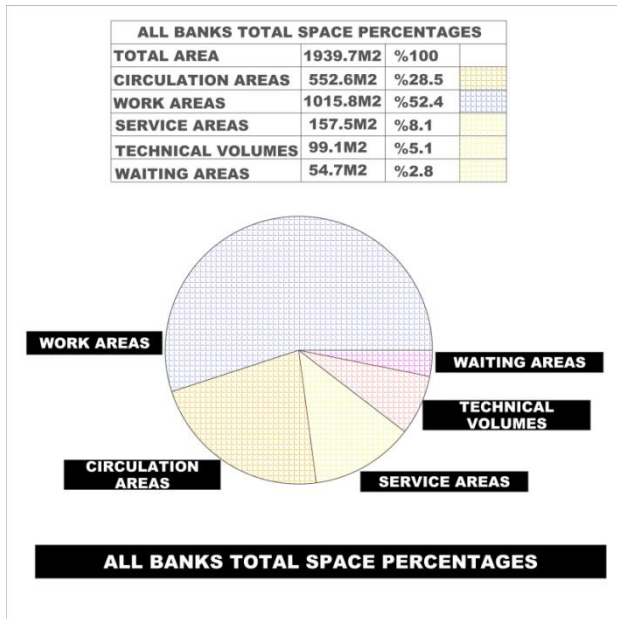 ALL BANKS TOTAL SPACE PERCENTAGES
TOTAL AREA 1939.7M2 %100
CIRCULATION AREAS 552.6M2 %28.5
WORK AREAS 1015.8M2 %52.4
SERVICE AREAS 157.5M2 %8.1
TECHNICAL VOLUMES 99.1M2 %5.1
WAITING AREAS 54.7M2 %2.8
WORK AREAS
WAITING AREAS
TECHNICAL
VOLUMES
CIRCULATION
AREAS
SERVICE AREAS
ALL BANKS TOTAL SPACE PERCENTAGES